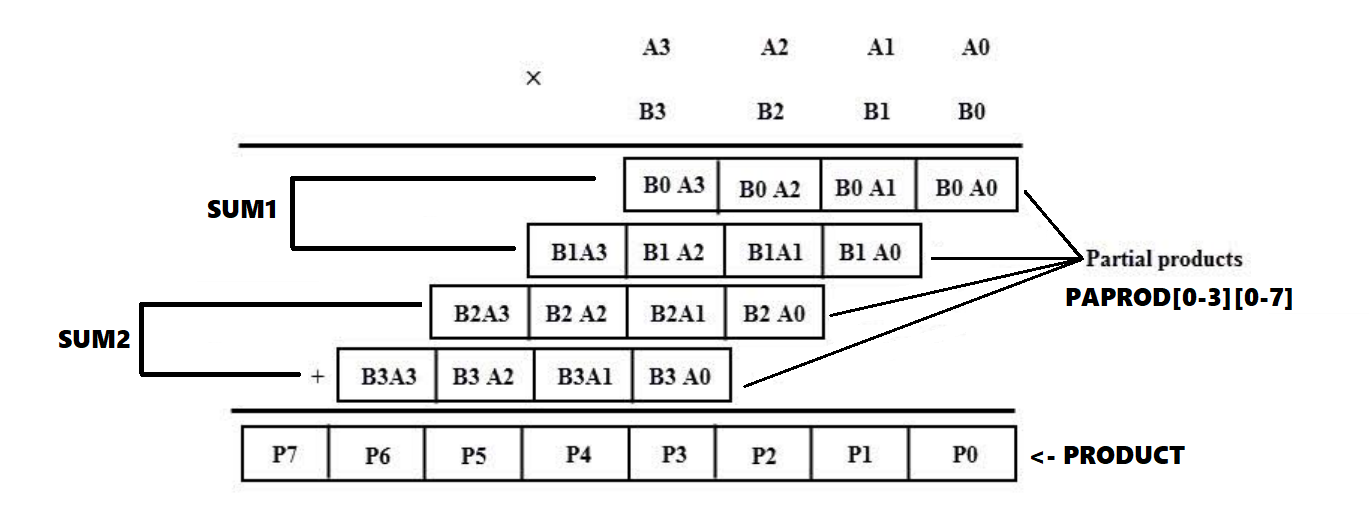 A3 A2 A1 A0
×
B3 B2 B1 B0
B0 A3 B0 A2 B0 A1 B0 A0
SUM1
B1A3 B1 A2 B1A1 B1 A0
Partial products
PAPROD[0-3][0-7]
B2A3 B2 A2 B2A1 B2 A0
SUM2
+ B3A3 B3 A2 B3A1 B3 A0
P7 P6 P5 P4 P3 P2 P1 P0 <- PRODUCT